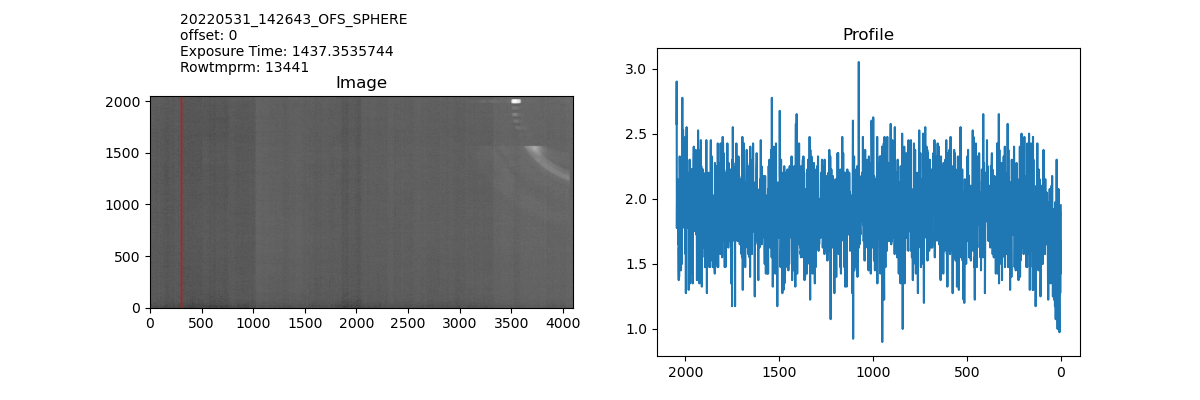 20220531_142643_OFS_SPHERE
offset: 0
Exposure Time: 1437.3535744
Rowtmprm: 13441
Image
2000
1500
1000
500
0
0 500 1000 1500 2000 2500 3000 3500 4000
Profile
3.0
2.5
2.0
1.5
1.0
2000 1500 1000 500 0